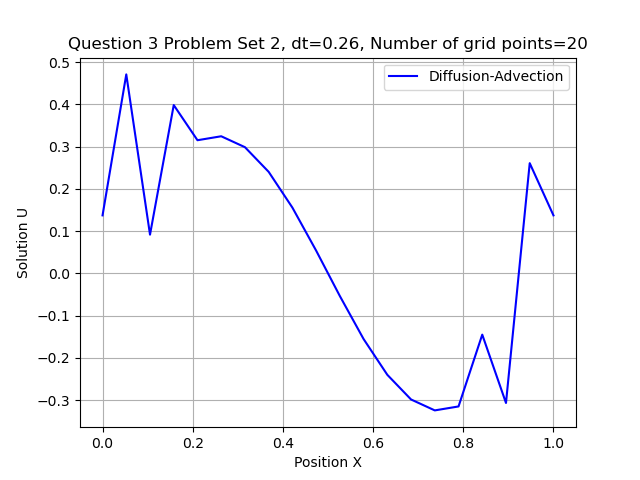 Question 3 Problem Set 2, dt=0.26, Number of grid points=20
Diffusion-Advection
Solution U
0.5
0.4
0.3
0.2
0.1
0.0
−0.1
−0.2
−0.3
0.0 0.2 0.4 0.6 0.8 1.0
Position X